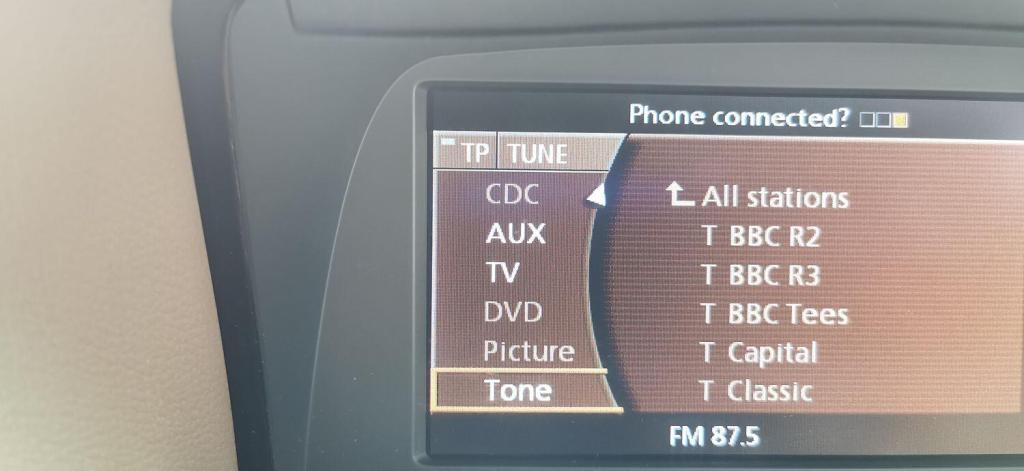 Phone connected?
TP TUNE
CDC
AUX
TV
DVD
Picture
Tone
All stations
T BBC R2
T BBC R3
T BBC Tees
T Capital
T Classic
FM 87.5